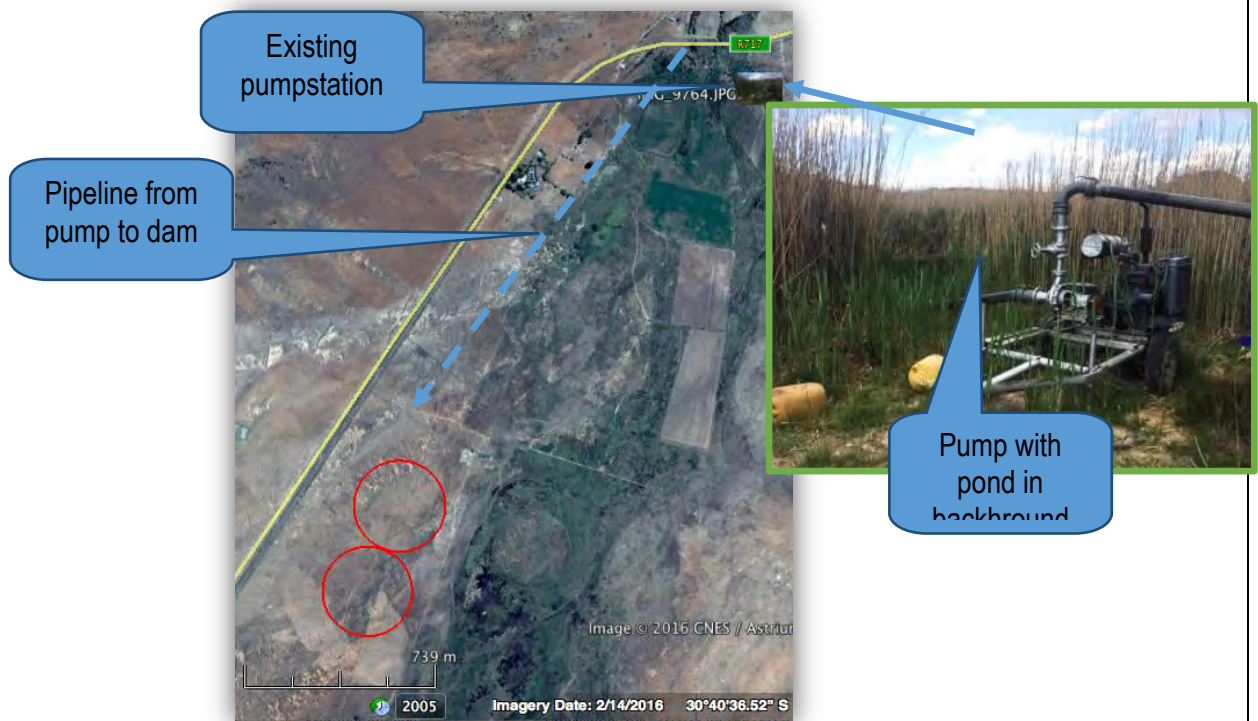 Existing
pumpstation
R717
IMG_9764.JPG
Pipeline from
pump to dam
Pump with
pond in
backhround
Image © 2016 CNES / Astrium
739 m
2005
Imagery Date: 2/14/2016 30°40'36.52" S